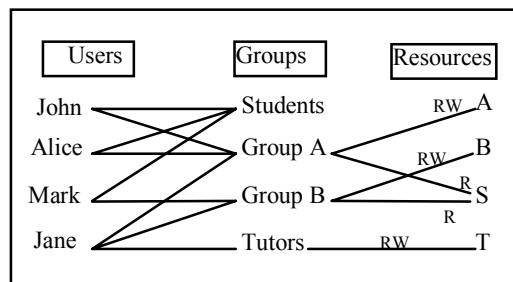 Users Groups Resources
John Students RW A
Alice Group A RW B
Mark Group B R S
R
Jane Tutors RW T